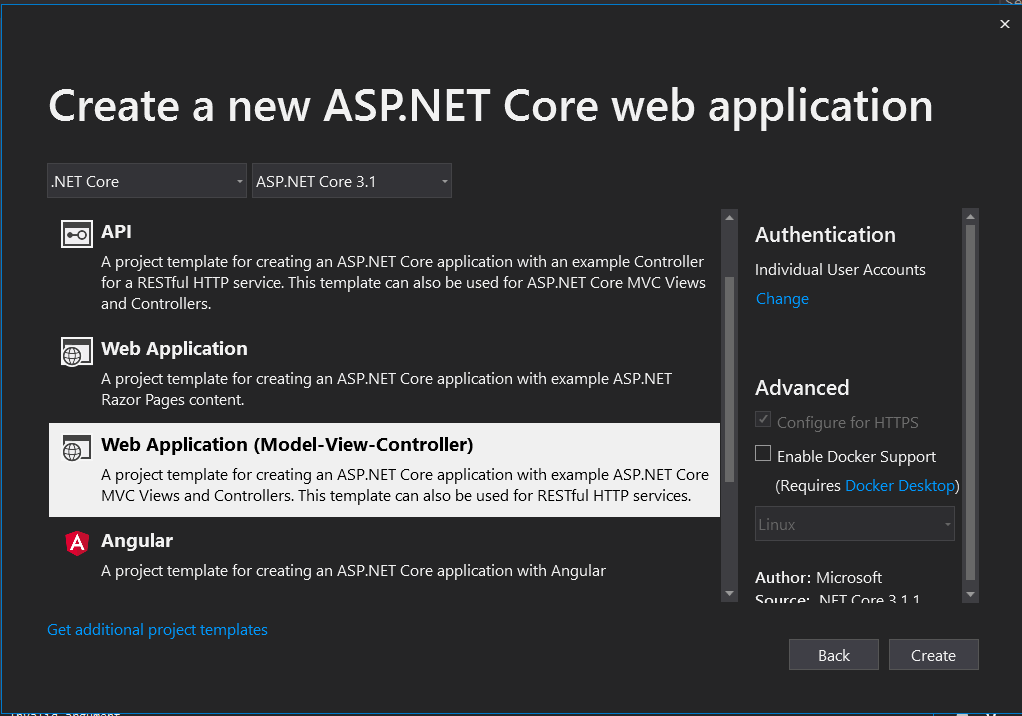 Create a new ASP.NET Core web application
.NET Core
ASP.NET Core 3.1
API
A project template for creating an ASP.NET Core application with an example Controller
for a RESTful HTTP service. This template can also be used for ASP.NET Core MVC Views
and Controllers.
Web Application
A project template for creating an ASP.NET Core application with example ASP.NET
Razor Pages content.
Web Application (Model-View-Controller)
A project template for creating an ASP.NET Core application with example ASP.NET Core
MVC Views and Controllers. This template can also be used for RESTful HTTP services.
Angular
A project template for creating an ASP.NET Core application with Angular
Get additional project templates
Authentication
Individual User Accounts
Change
Advanced
Configure for HTTPS
Enable Docker Support
(Requires Docker Desktop)
Linux
Author: Microsoft
Source: .NET Core 3.1.1
Back
Create